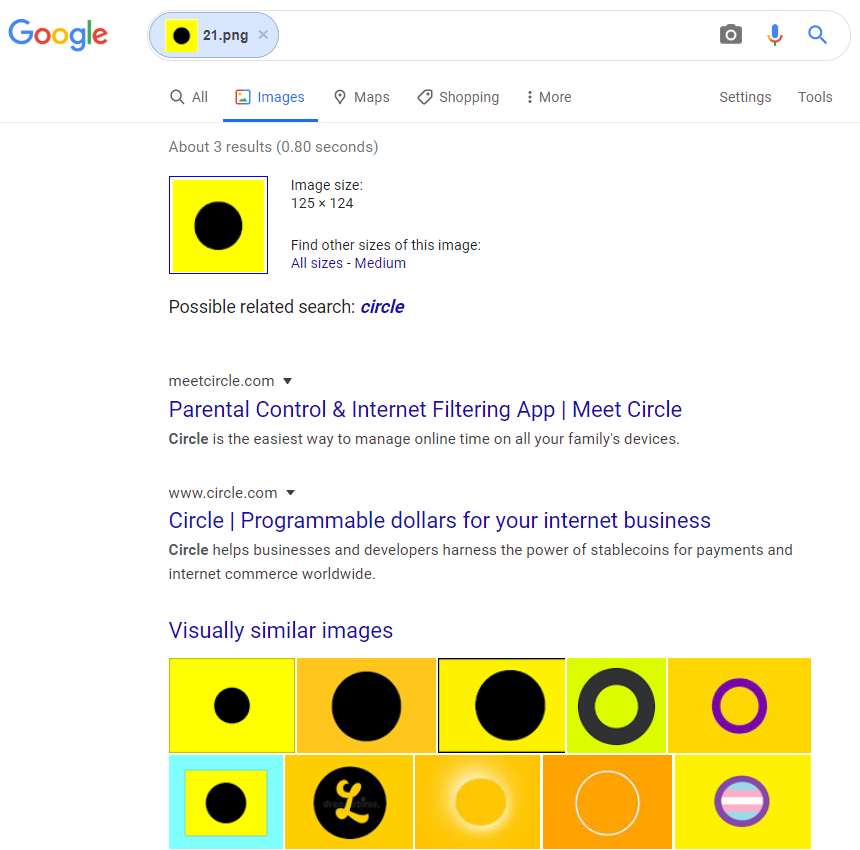 Google
21.png ×
All Images Maps Shopping More Settings Tools
About 3 results (0.80 seconds)
Image size:
125 × 124
Find other sizes of this image:
All sizes - Medium
Possible related search: circle
meetcircle.com
Parental Control & Internet Filtering App | Meet Circle
Circle is the easiest way to manage online time on all your family's devices.
www.circle.com
Circle | Programmable dollars for your internet business
Circle helps businesses and developers harness the power of stablecoins for payments and
internet commerce worldwide.
Visually similar images
L